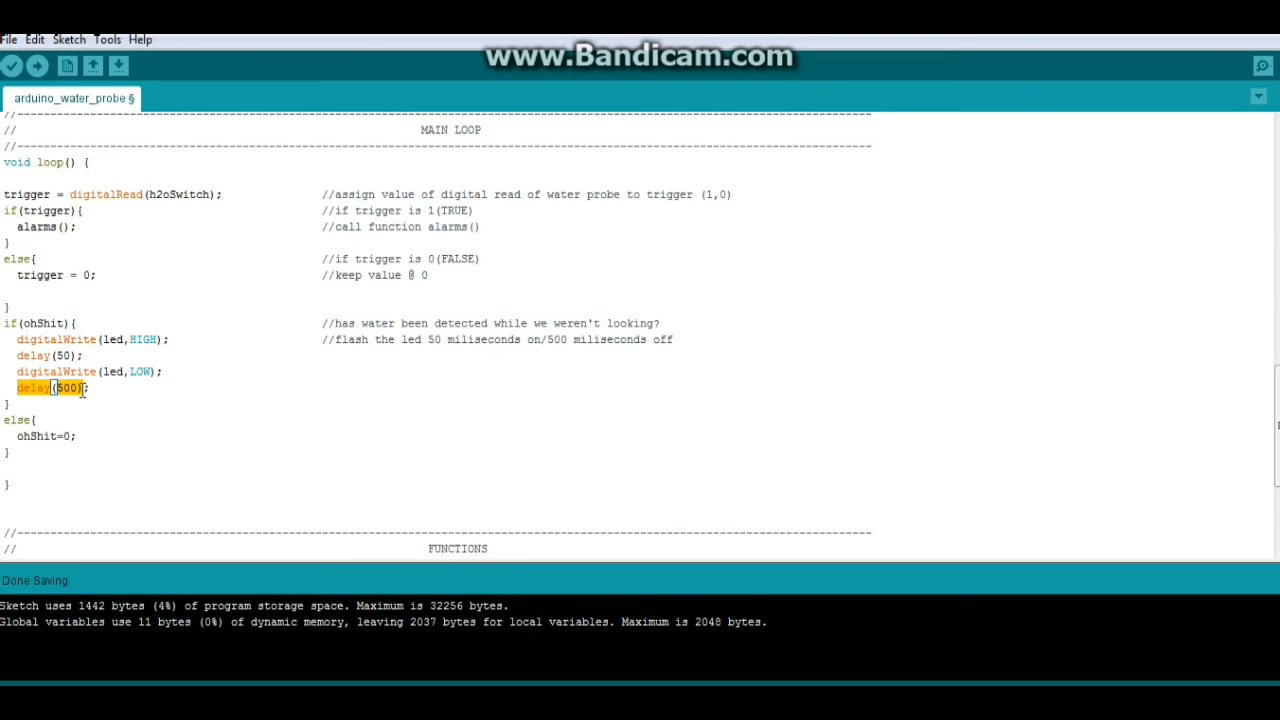 File Edit Sketch Tools Help
www.Bandicam.com
arduino_water_probe §
//---------------------------------------------------------------------------------------------------------------------------------
// MAIN LOOP
//---------------------------------------------------------------------------------------------------------------------------------
void loop() {
trigger = digitalRead(h2oSwitch); //assign value of digital read of water probe to trigger (1,0)
if(trigger){ //if trigger is 1(TRUE)
alarms(); //call function alarms()
}
else{ //if trigger is 0(FALSE)
trigger = 0; //keep value @ 0
}
if(ohShit){ //has water been detected while we weren't looking?
digitalWrite(led,HIGH); //flash the led 50 miliseconds on/500 miliseconds off
delay(50);
digitalWrite(led,LOW);
delay(500);
}
else{
ohShit=0;
}
}
//---------------------------------------------------------------------------------------------------------------------------------
// FUNCTIONS
Done Saving.
Sketch uses 1442 bytes (4%) of program storage space. Maximum is 32256 bytes.
Global variables use 11 bytes (0%) of dynamic memory, leaving 2037 bytes for local variables. Maximum is 2048 bytes.